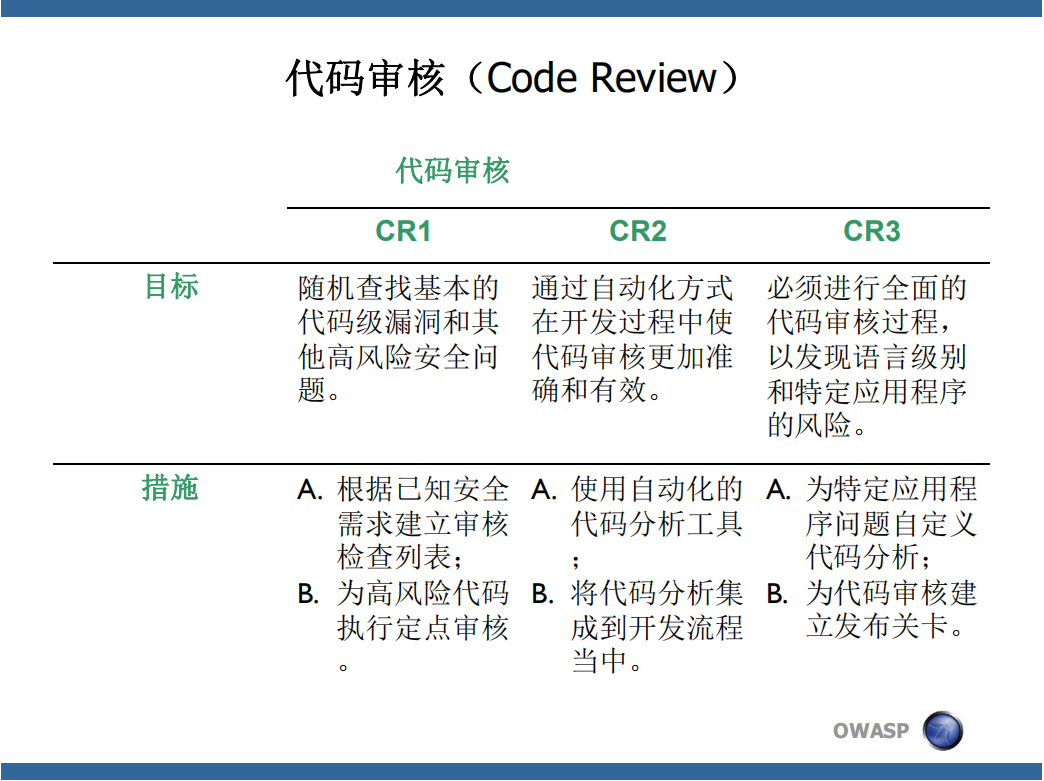 代码审核（Code Review）
代码审核
CR1 CR2 CR3
目标
随机查找基本的
代码级漏洞和其
他高风险安全问
题。
通过自动化方式
在开发过程中使
代码审核更加准
确和有效。
必须进行全面的
代码审核过程，
以发现语言级别
和特定应用程序
的风险。
措施
A. 根据已知安全
需求建立审核
检查列表；
B. 为高风险代码
执行定点审核
。
A. 使用自动化的
代码分析工具
；
B. 将代码分析集
成到开发流程
当中。
A. 为特定应用程
序问题自定义
代码分析；
B. 为代码审核建
立发布关卡。
OWASP